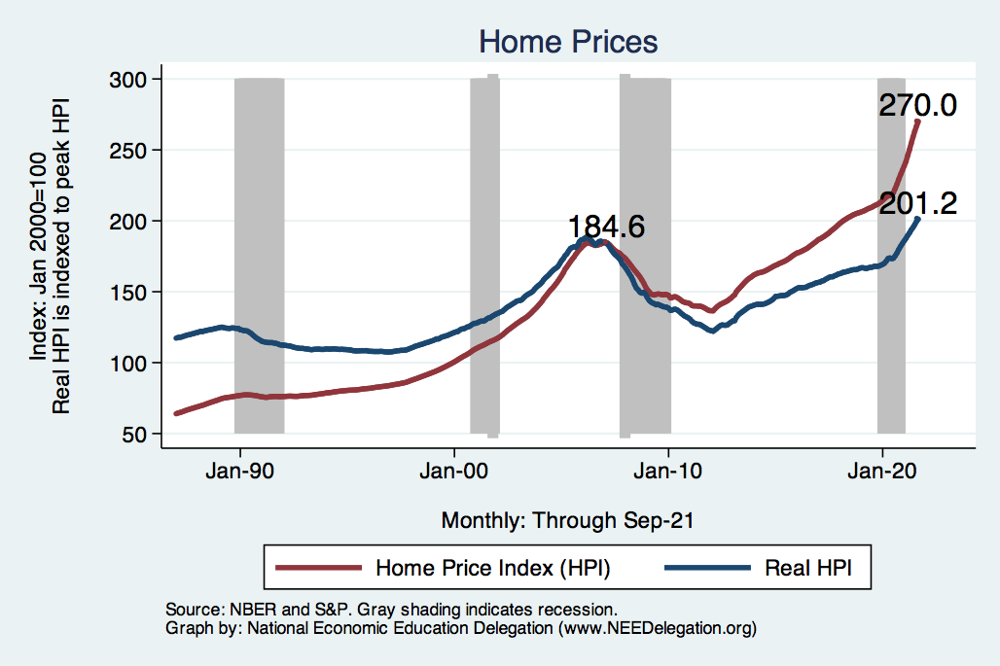 Home Prices
Index: Jan 2000=100
Real HPI is indexed to peak HPI
300
250
200
150
100
50
184.6
270.0
201.2
Jan-90
Jan-00
Jan-10
Jan-20
Monthly: Through Sep-21
Home Price Index (HPI)
Real HPI
Source: NBER and S&P. Gray shading indicates recession.
Graph by: National Economic Education Delegation (www.NEEDelegation.org)